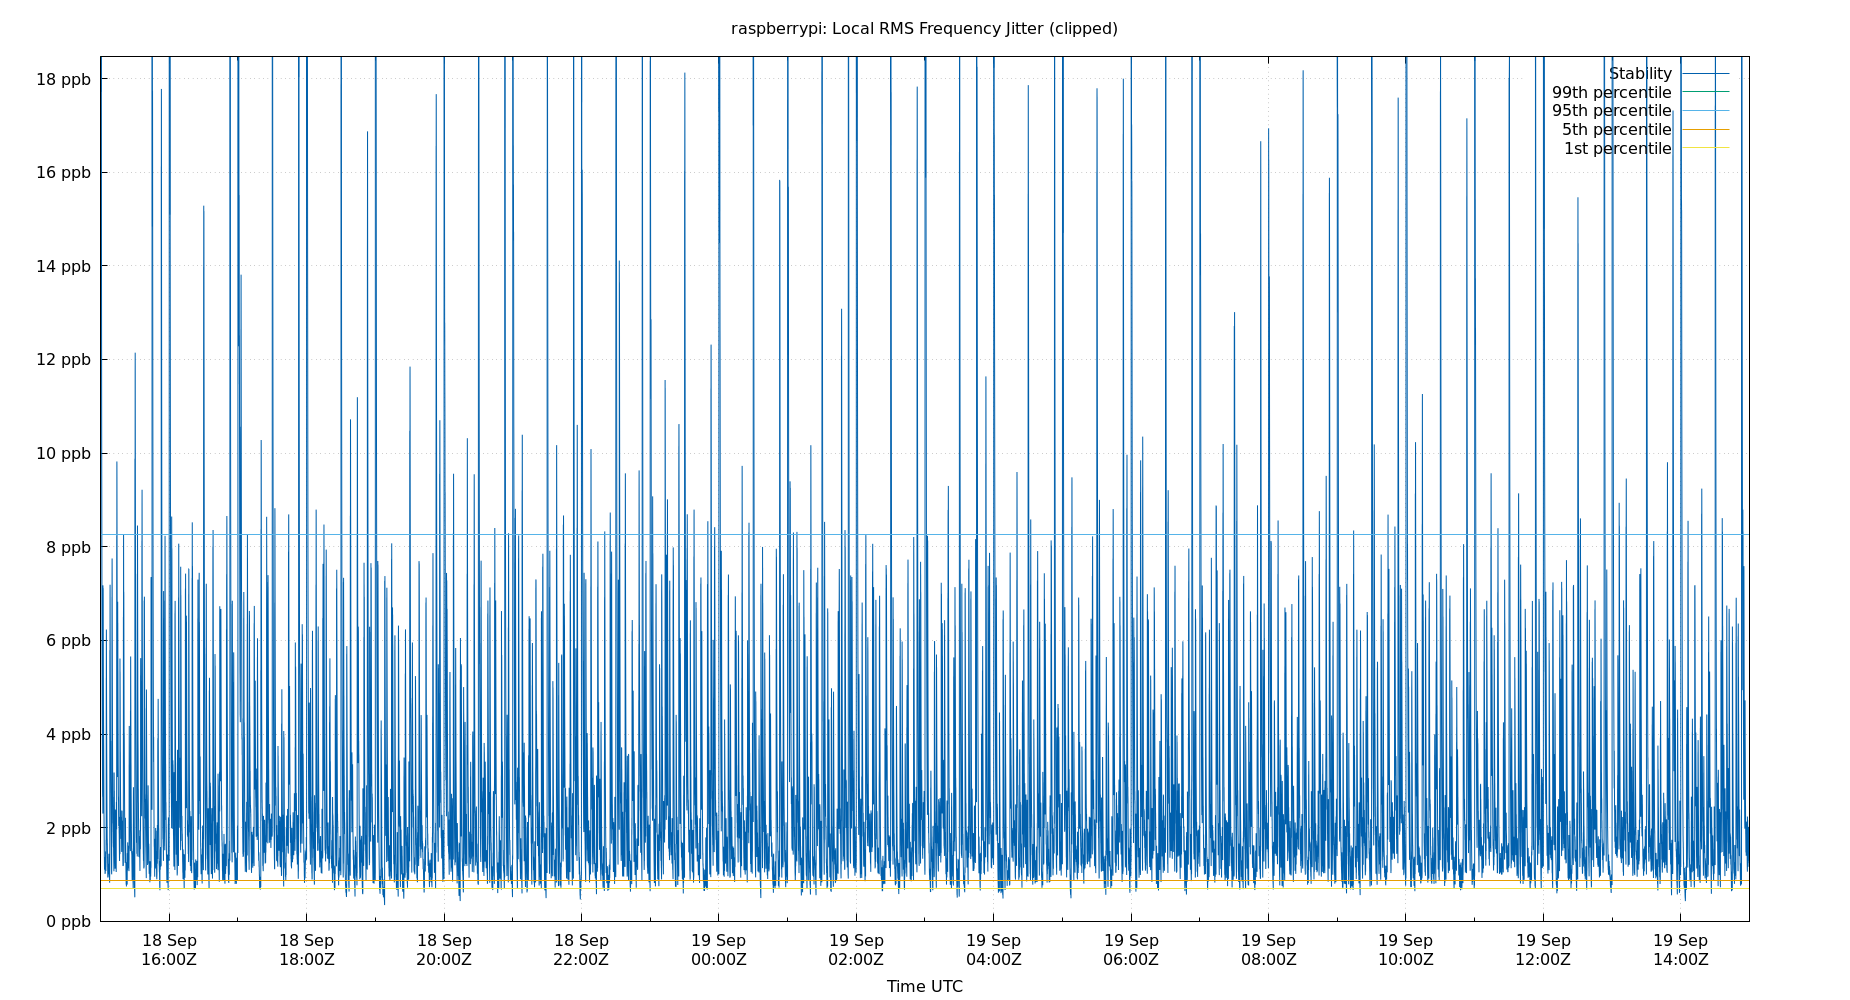 raspberrypi: Local RMS Frequency Jitter (clipped)
18 ppb
16 ppb
14 ppb
12 ppb
10 ppb
8 ppb
6 ppb
4 ppb
2 ppb
0 ppb
Stability
99th percentile
95th percentile
5th percentile
1st percentile
18 Sep 18 Sep 18 Sep 18 Sep 19 Sep 19 Sep 19 Sep 19 Sep 19 Sep 19 Sep 19 Sep 19 Sep
16:00Z 18:00Z 20:00Z 22:00Z 00:00Z 02:00Z 04:00Z 06:00Z 08:00Z 10:00Z 12:00Z 14:00Z
Time UTC